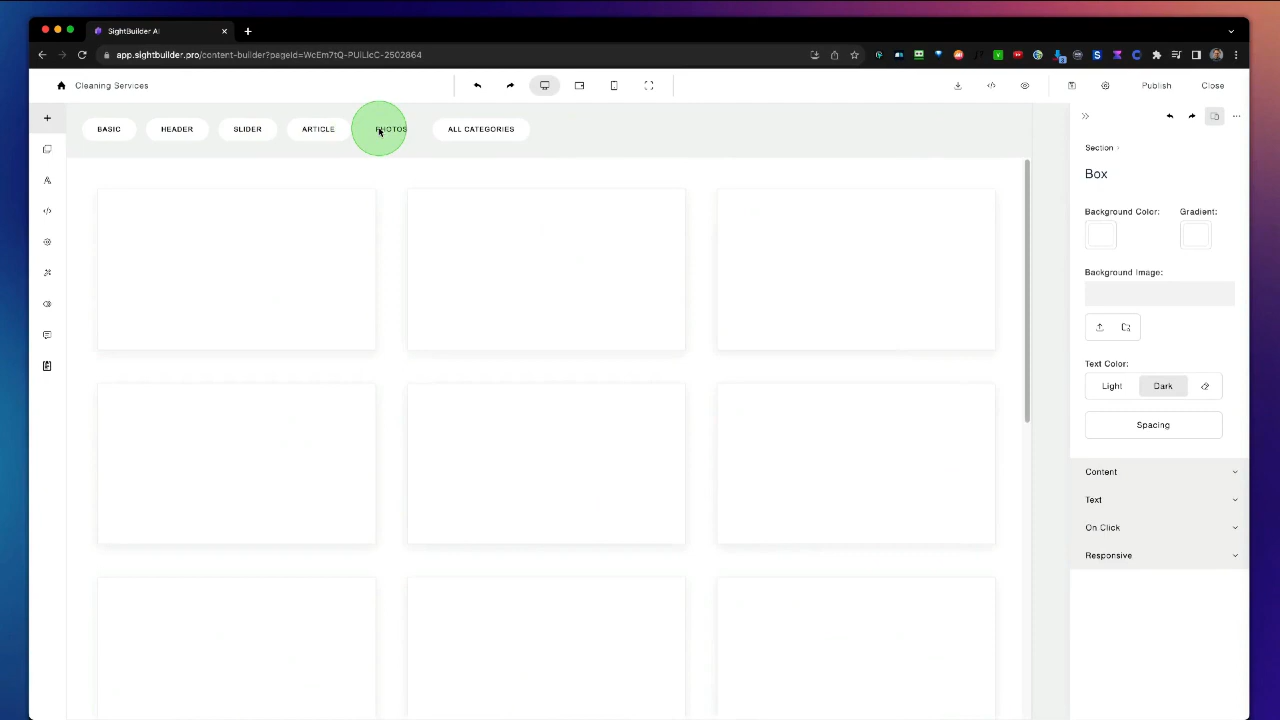 SightBuilder AI
app.sightbuilder.pro/content-builder?pageId=WcEm7tQ-PUlLlcC-2502864
Cleaning Services
Publish
Close
BASIC
HEADER
SLIDER
ARTICLE
PHOTOS
ALL CATEGORIES
Section
Box
Background Color:
Gradient:
Background Image:
Text Color:
Light
Dark
Spacing
Content
Text
On Click
Responsive